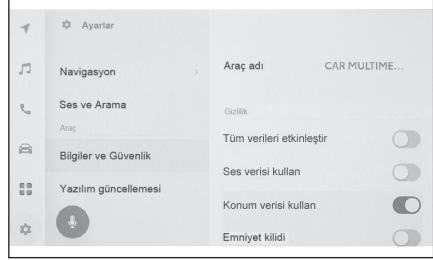 Ayarlar
Navigasyon
Ses ve Arama
Araç
Bilgiler ve Güvenlik
Yazılım güncellemesi
Araç adı CAR MULTIME...
Gizlilik
Tüm verileri etkinleştir
Ses verisi kullan
Konum verisi kullan
Emniyet kilidi